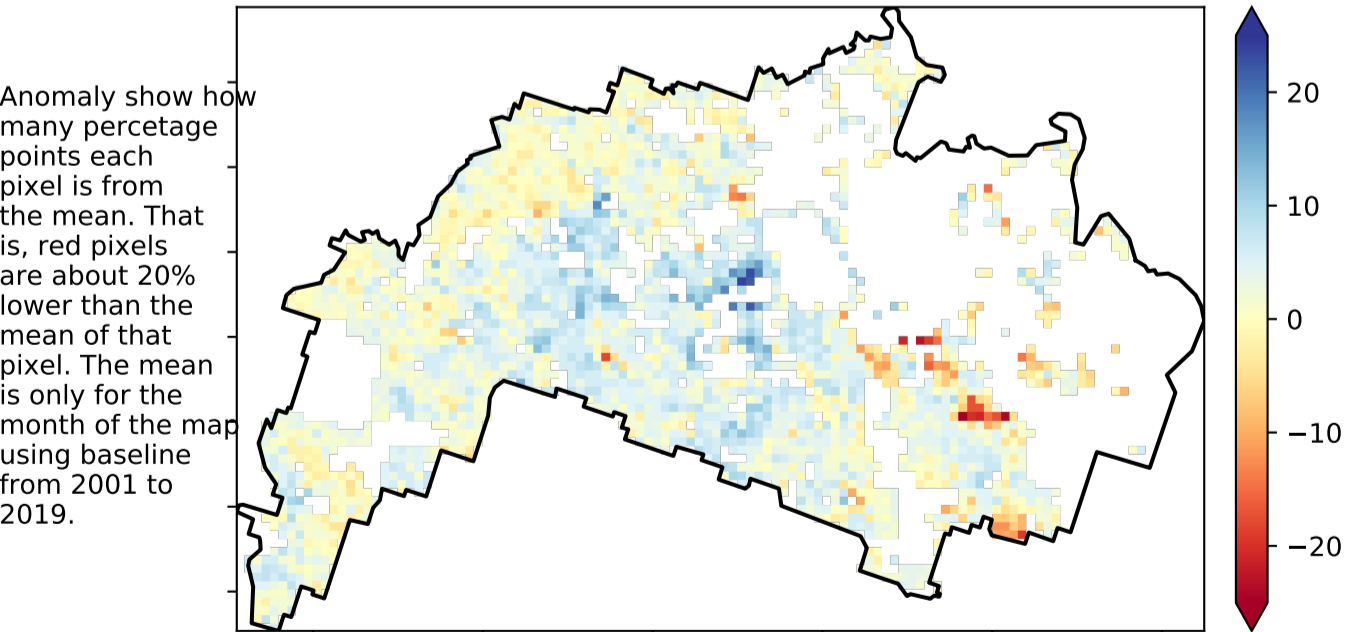 Anomaly show how
many percetage
points each
pixel is from
the mean. That
is, red pixels
are about 20%
lower than the
mean of that
pixel. The mean
is only for the
month of the map
using baseline
from 2001 to
2019.
20
10
0
−10
−20